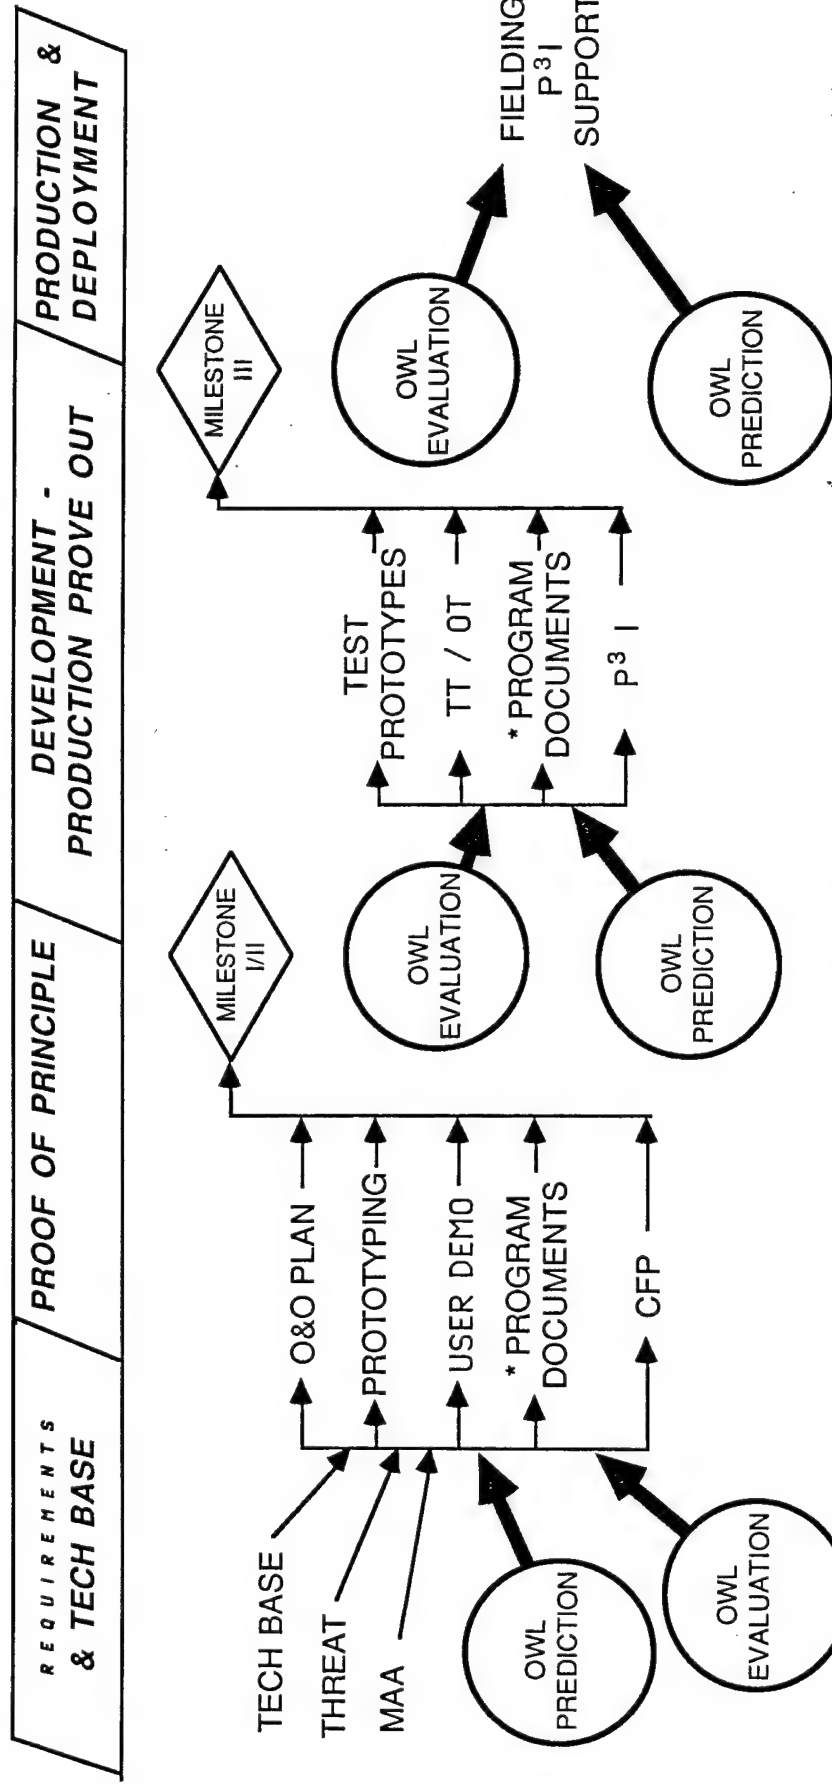 REQUIREMENTS
& TECH BASE
PROOF OF PRINCIPLE
DEVELOPMENT -
PRODUCTION PROVE OUT
PRODUCTION &
DEPLOYMENT
TECH BASE
THREAT
MAA
OWL
PREDICTION
OWL
EVALUATION
O&O PLAN
PROTOTYPING
USER DEMO
* PROGRAM
DOCUMENTS
CFP
MILESTONE
I/II
OWL
EVALUATION
OWL
PREDICTION
TEST
PROTOTYPES
TT / OT
* PROGRAM
DOCUMENTS
P³ I
MILESTONE
III
OWL
EVALUATION
OWL
PREDICTION
FIELDING
P³I
SUPPORT